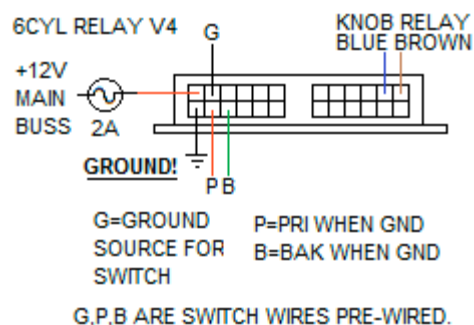 6CYL RELAY V4
G
KNOB RELAY
BLUE BROWN
+12V
MAIN
BUSS
2A
GROUND!
P B
G=GROUND
SOURCE FOR
SWITCH
P=PRI WHEN GND
B=BAK WHEN GND
G,P,B ARE SWITCH WIRES PRE-WIRED.